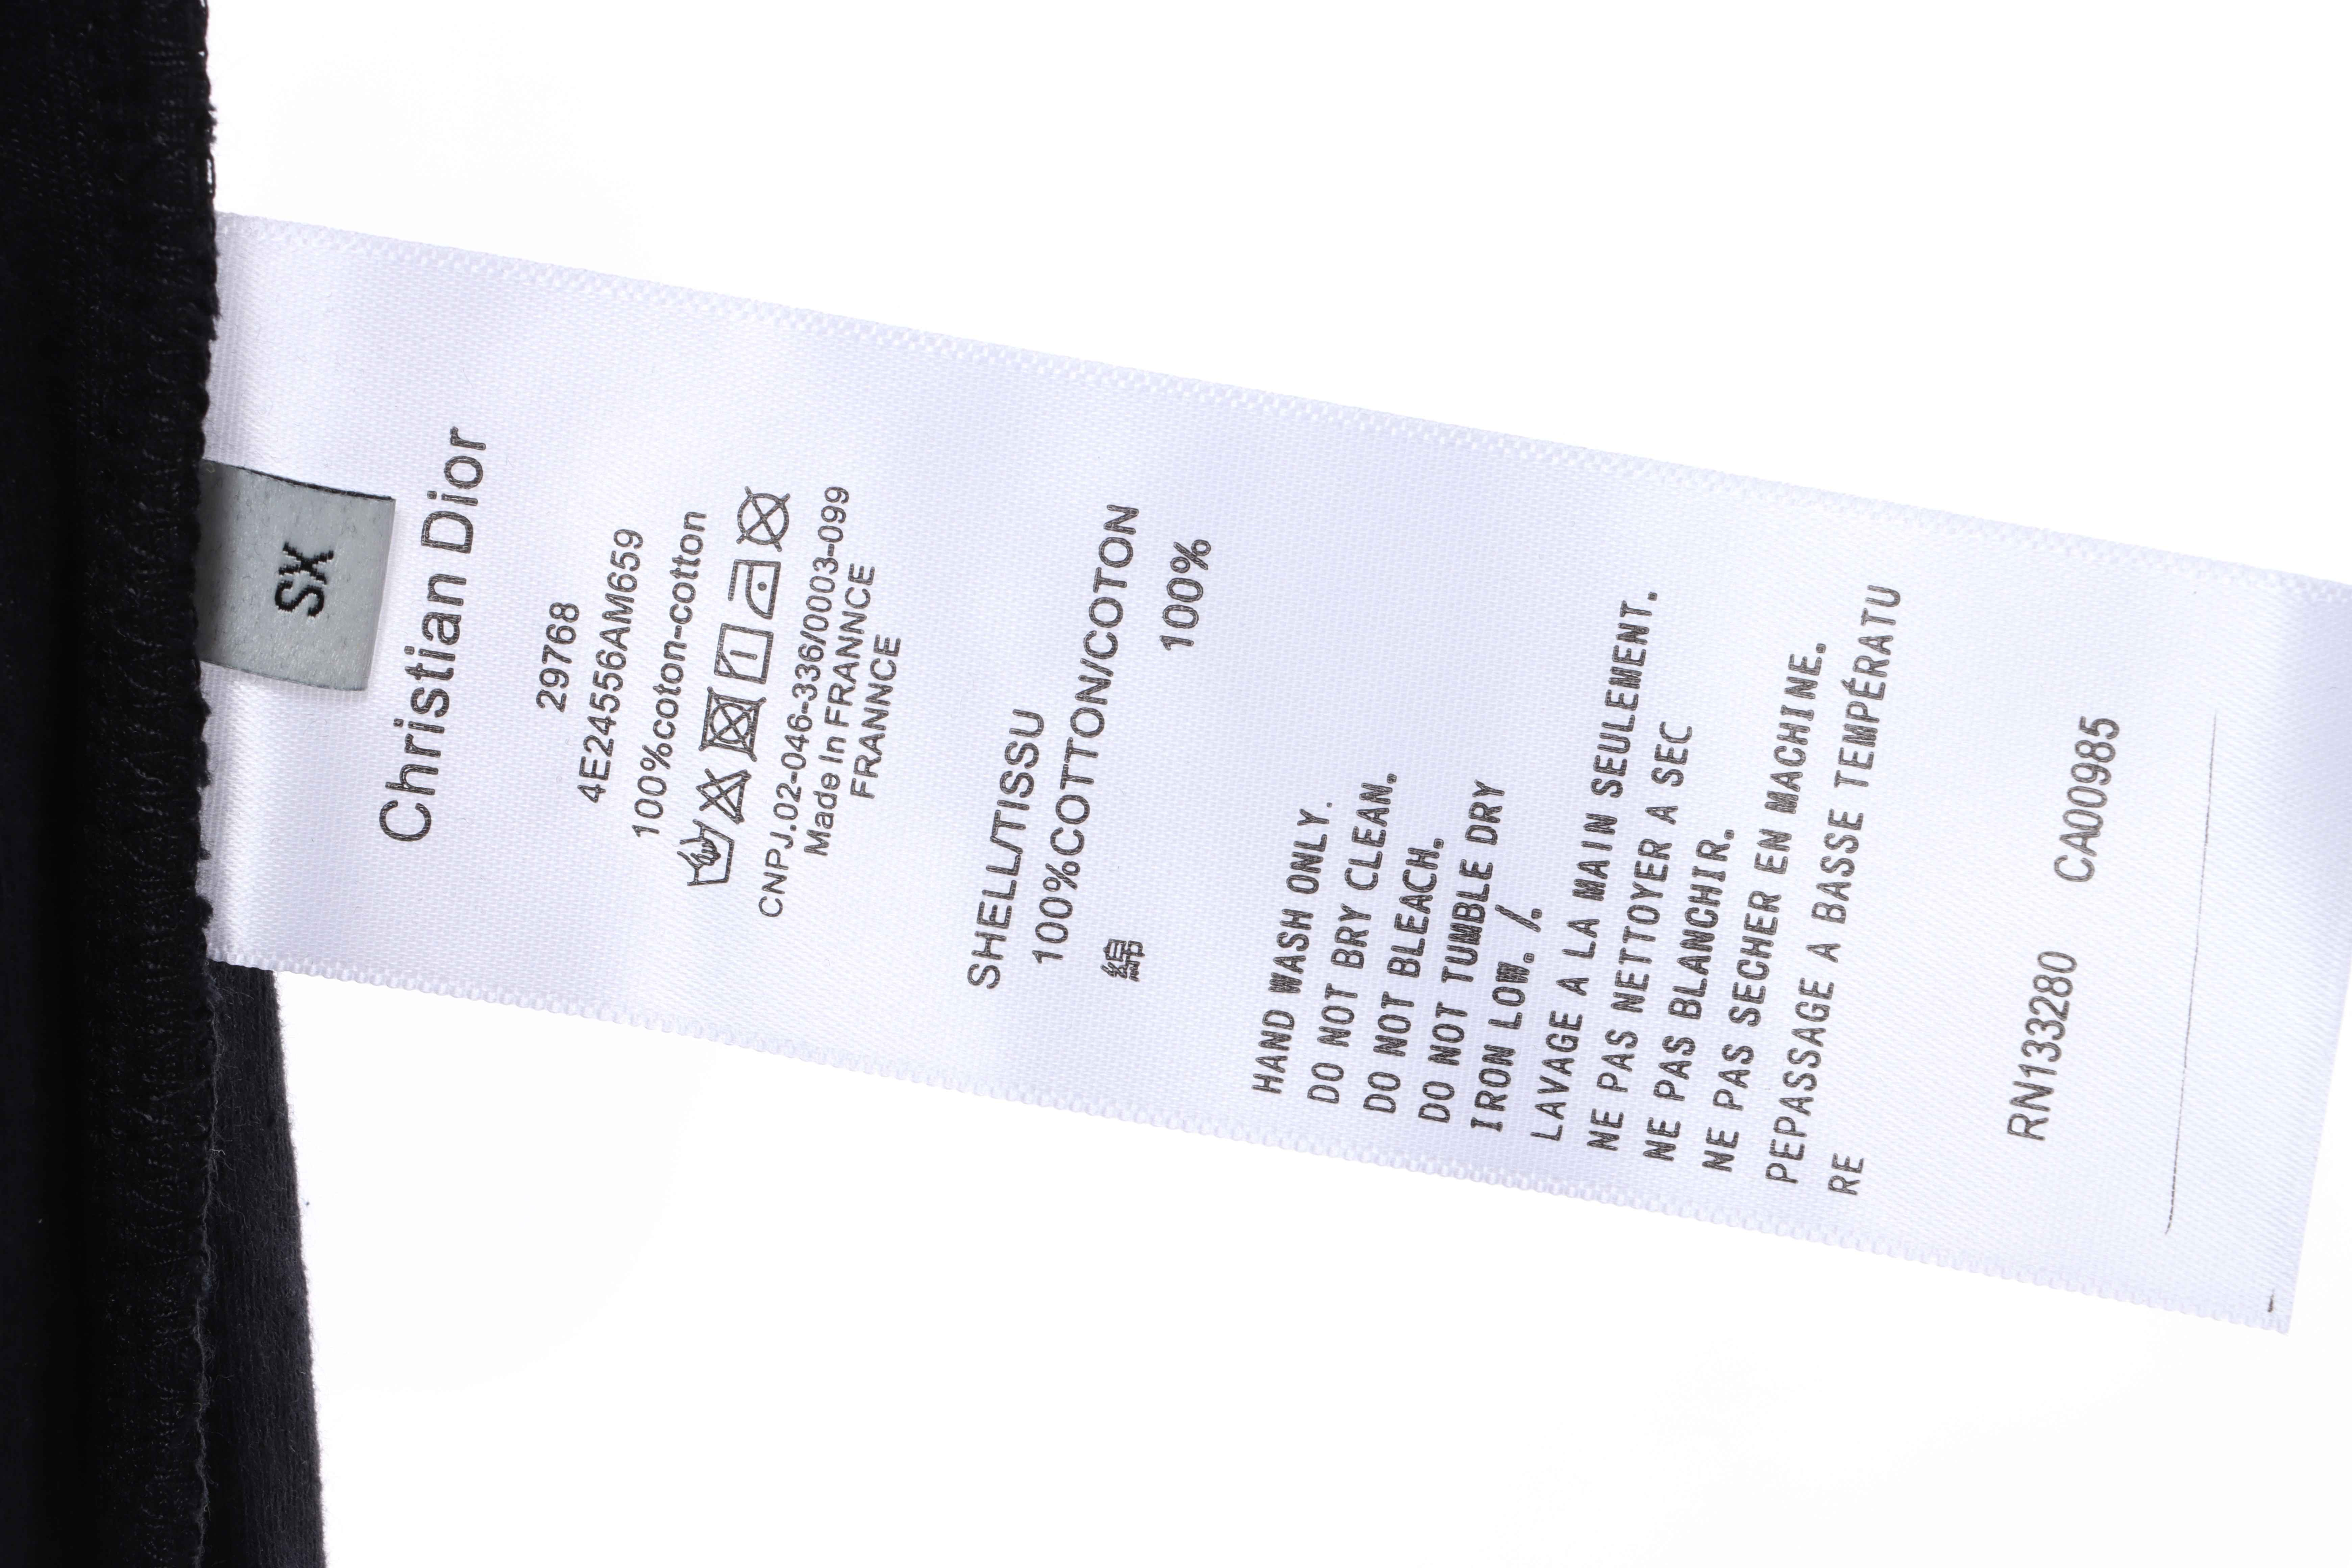 XS
Christian Dior
29768
4E24556AM659
100%coton-cotton
CNPJ.02-046-336/0003-099
Made In FRANNCE
FRANNCE
SHELL/TISSU
100%COTTON/COTON
綿 100%
HAND WASH ONLY.
DO NOT BRY CLEAN.
DO NOT BLEACH.
DO NOT TUMBLE DRY
IRON LOW. /.
LAVAGE A LA MAIN SEULEMENT.
NE PAS NETTOYER A SEC
NE PAS BLANCHIR.
NE PAS SECHER EN MACHINE.
PEPASSAGE A BASSE TEMPÉRATU
RE
RN133280 CA00985